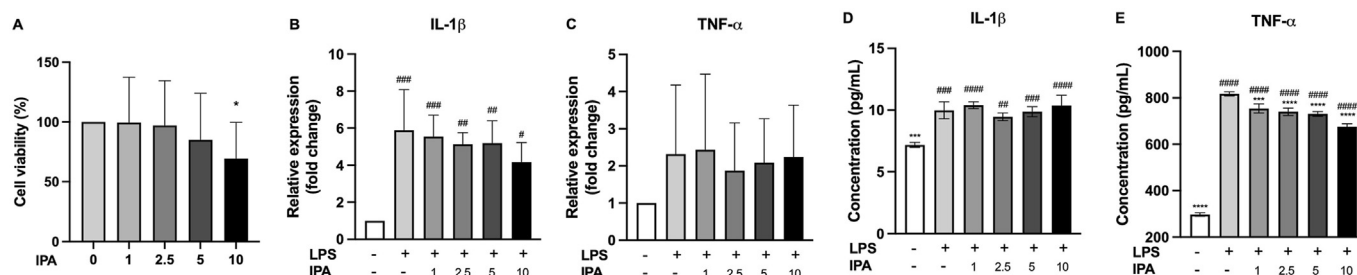 A
Cell viability (%)
150
100
50
0
*
IPA 0 1 2.5 5 10
B
IL-1β
Relative expression
(fold change)
10
8
6
4
2
0
### ### ## ## #
LPS - + + + + +
IPA - - 1 2.5 5 10
C
TNF-α
Relative expression
(fold change)
5
4
3
2
1
0
LPS - + + + + +
IPA - - 1 2.5 5 10
D
IL-1β
Concentration (pg/mL)
15
10
5
0
*** ### #### ## ### ####
LPS - + + + + +
IPA - - 1 2.5 5 10
E
TNF-α
Concentration (pg/mL)
1000
800
600
400
200
#### #### #### #### ####
**** *** **** **** ****
LPS - + + + + +
IPA - - 1 2.5 5 10